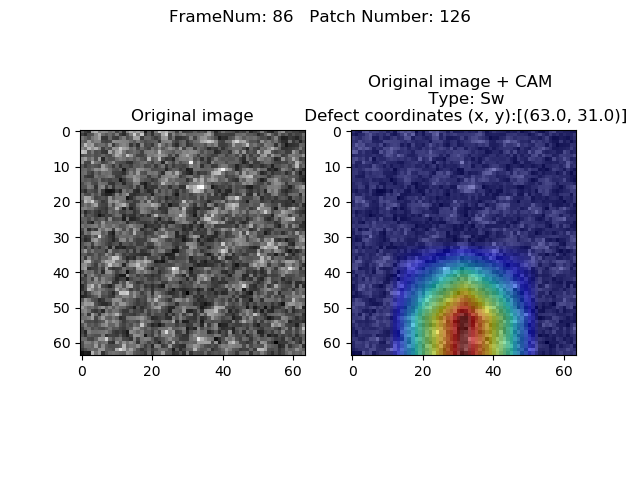 FrameNum: 86   Patch Number: 126
Original image
Original image + CAM
Type: Sw
Defect coordinates (x, y):[(63.0, 31.0)]
0
10
20
30
40
50
60
0 20 40 60
0
10
20
30
40
50
60
20 40 60